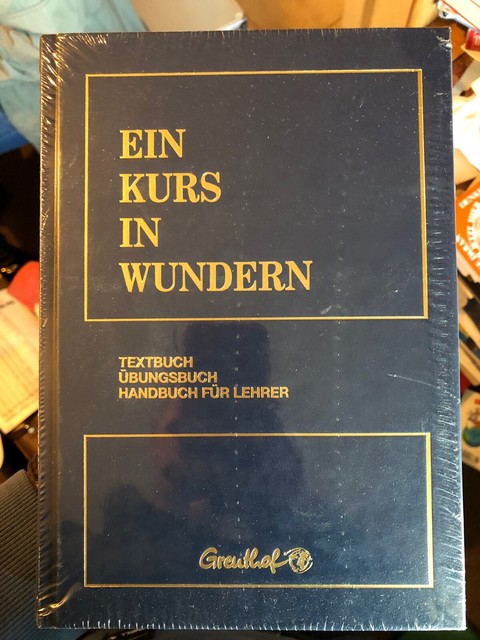 EIN
KURS
IN
WUNDERN
TEXTBUCH
ÜBUNGSBUCH
HANDBUCH FÜR LEHRER
Greuthof